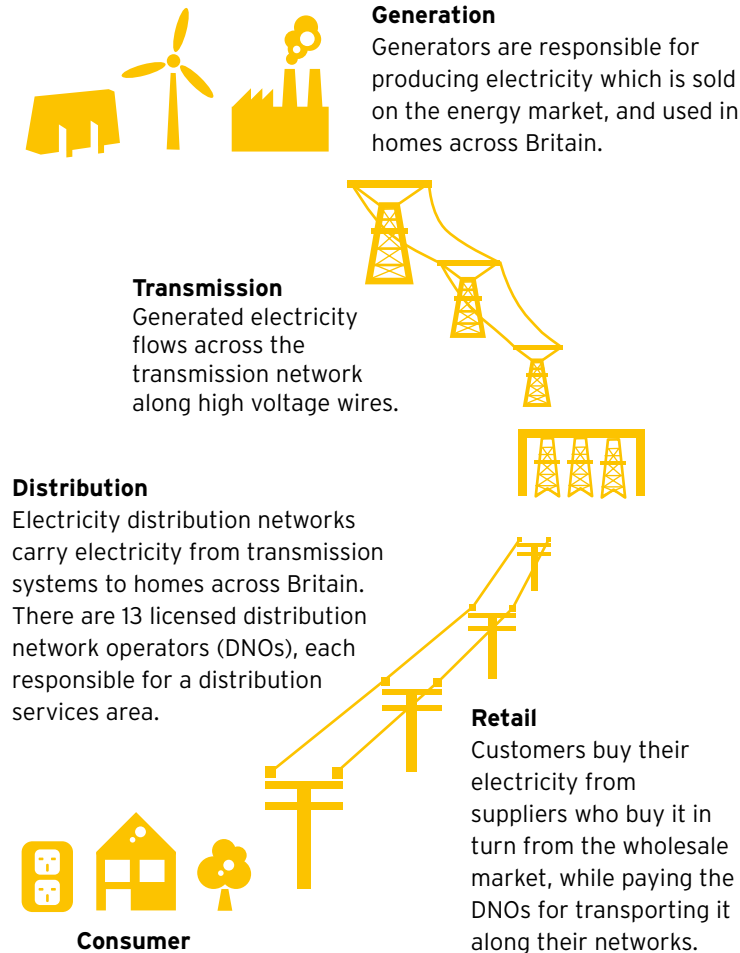 Generation
Generators are responsible for
producing electricity which is sold
on the energy market, and used in
homes across Britain.
Transmission
Generated electricity
flows across the
transmission network
along high voltage wires.
Distribution
Electricity distribution networks
carry electricity from transmission
systems to homes across Britain.
There are 13 licensed distribution
network operators (DNOs), each
responsible for a distribution
services area.
Retail
Customers buy their
electricity from
suppliers who buy it in
turn from the wholesale
market, while paying the
DNOs for transporting it
along their networks.
Consumer